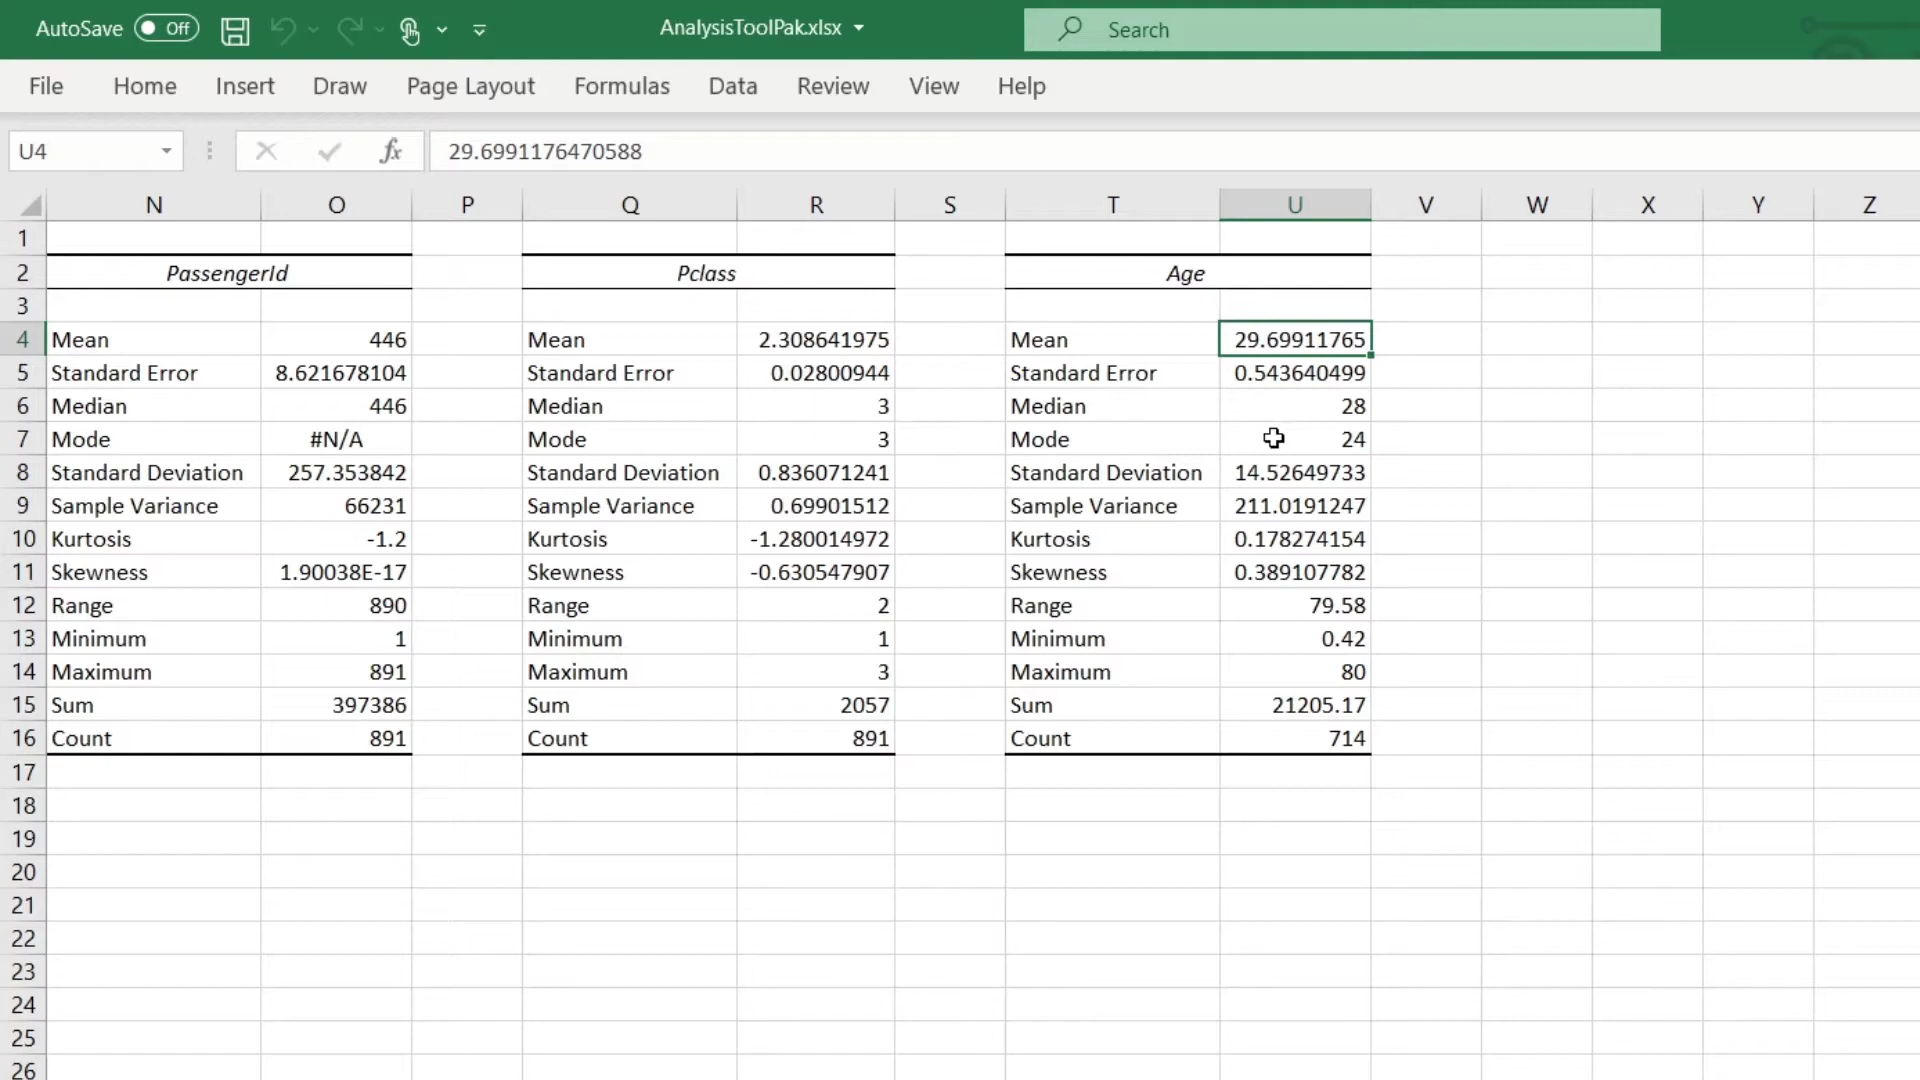 AutoSave Off AnalysisToolPak.xlsx Search
File Home Insert Draw Page Layout Formulas Data Review View Help
U4 fx 29.6991176470588
N O P Q R S T U V W X Y Z
1
2 PassengerId Pclass Age
3
4 Mean 446 Mean 2.308641975 Mean 29.69911765
5 Standard Error 8.621678104 Standard Error 0.02800944 Standard Error 0.543640499
6 Median 446 Median 3 Median 28
7 Mode #N/A Mode 3 Mode 24
8 Standard Deviation 257.353842 Standard Deviation 0.836071241 Standard Deviation 14.52649733
9 Sample Variance 66231 Sample Variance 0.69901512 Sample Variance 211.0191247
10 Kurtosis -1.2 Kurtosis -1.280014972 Kurtosis 0.178274154
11 Skewness 1.90038E-17 Skewness -0.630547907 Skewness 0.389107782
12 Range 890 Range 2 Range 79.58
13 Minimum 1 Minimum 1 Minimum 0.42
14 Maximum 891 Maximum 3 Maximum 80
15 Sum 397386 Sum 2057 Sum 21205.17
16 Count 891 Count 891 Count 714
17
18
19
20
21
22
23
24
25
26